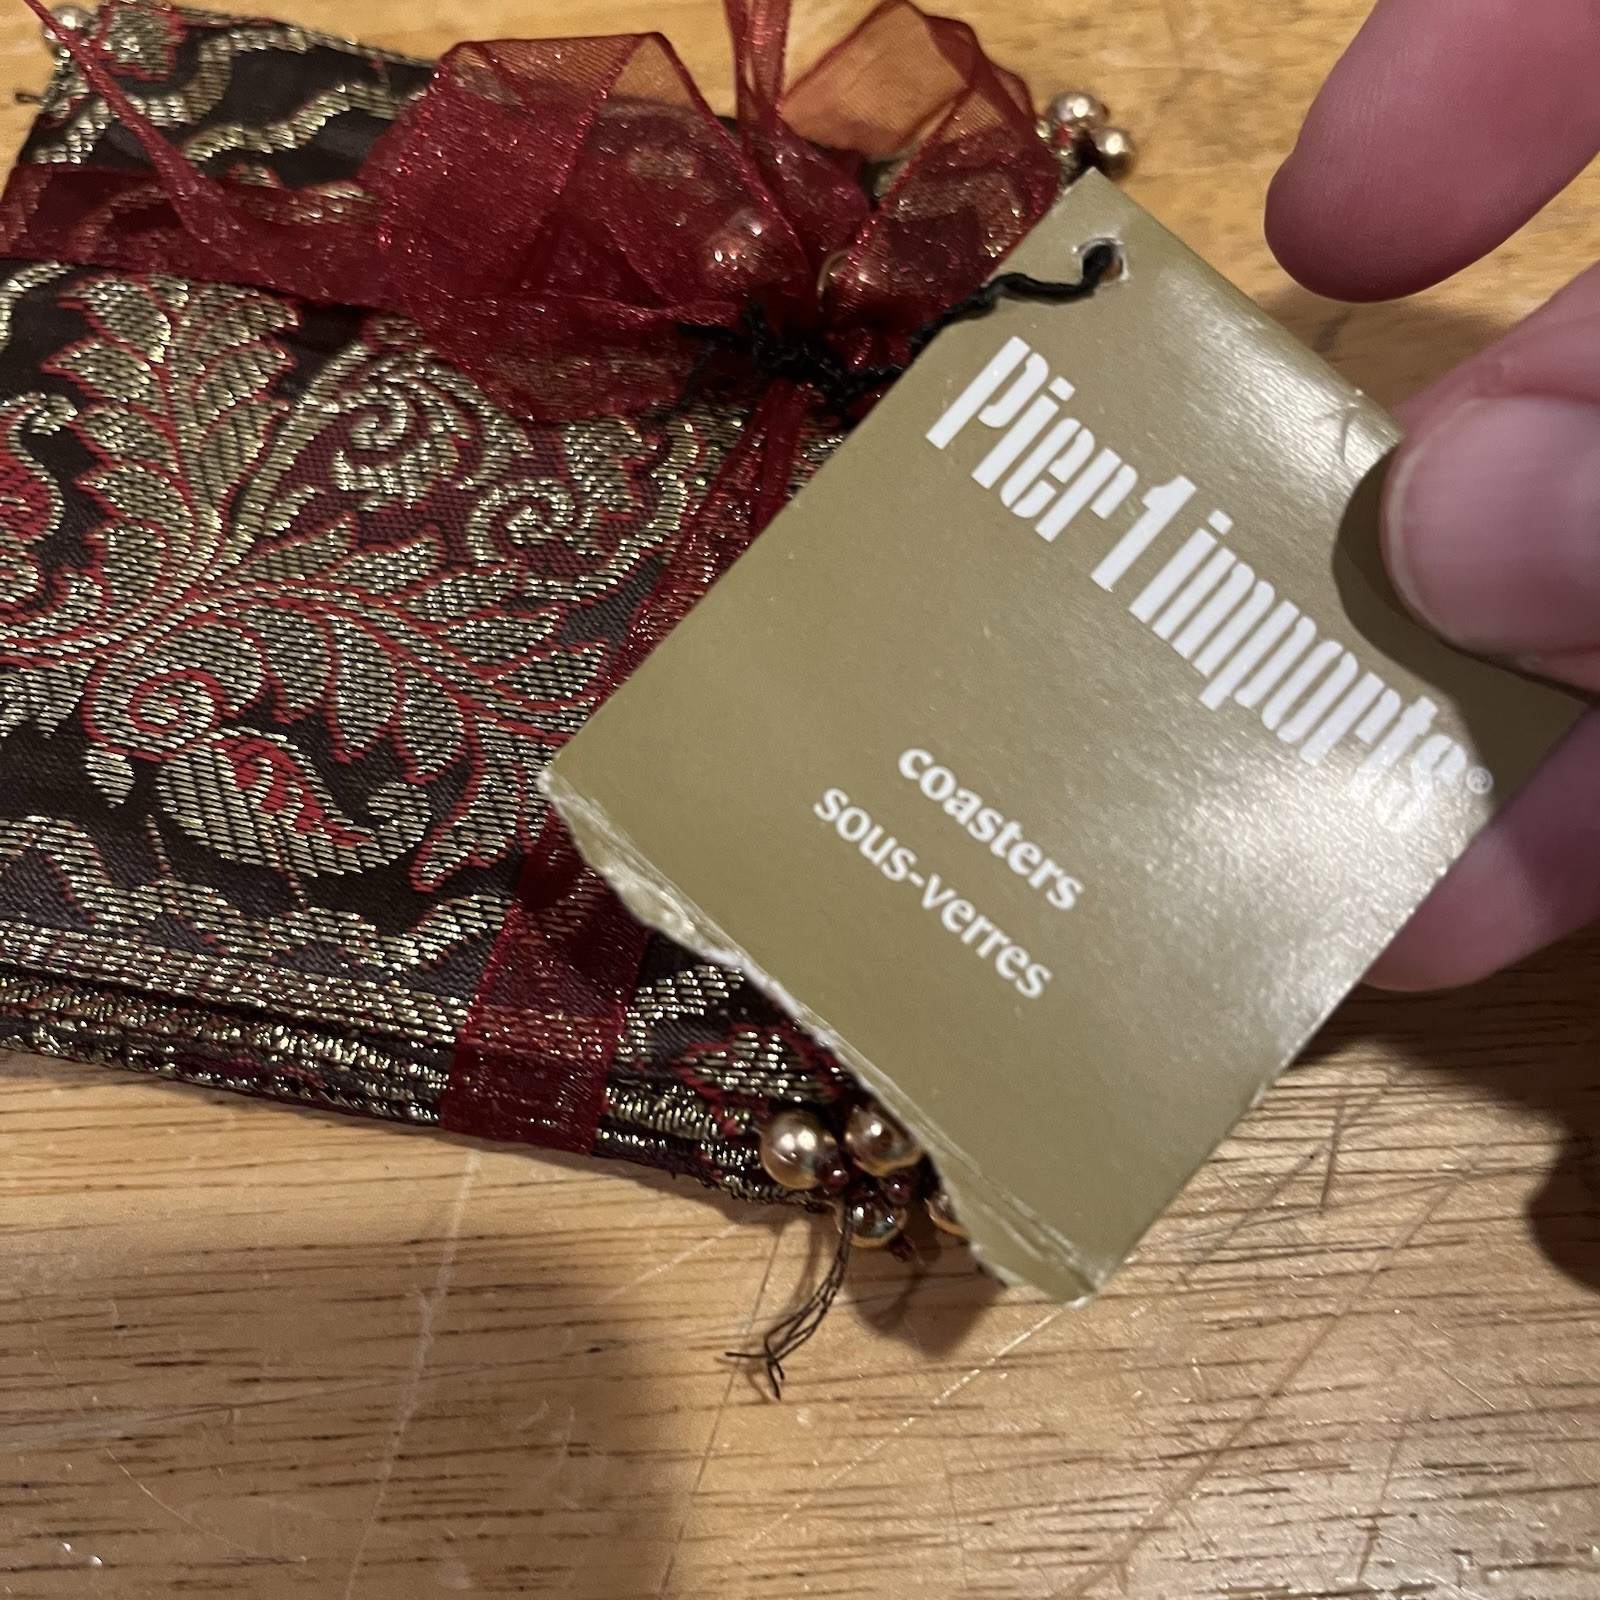 Pier 1 imports®
coasters
sous-verres